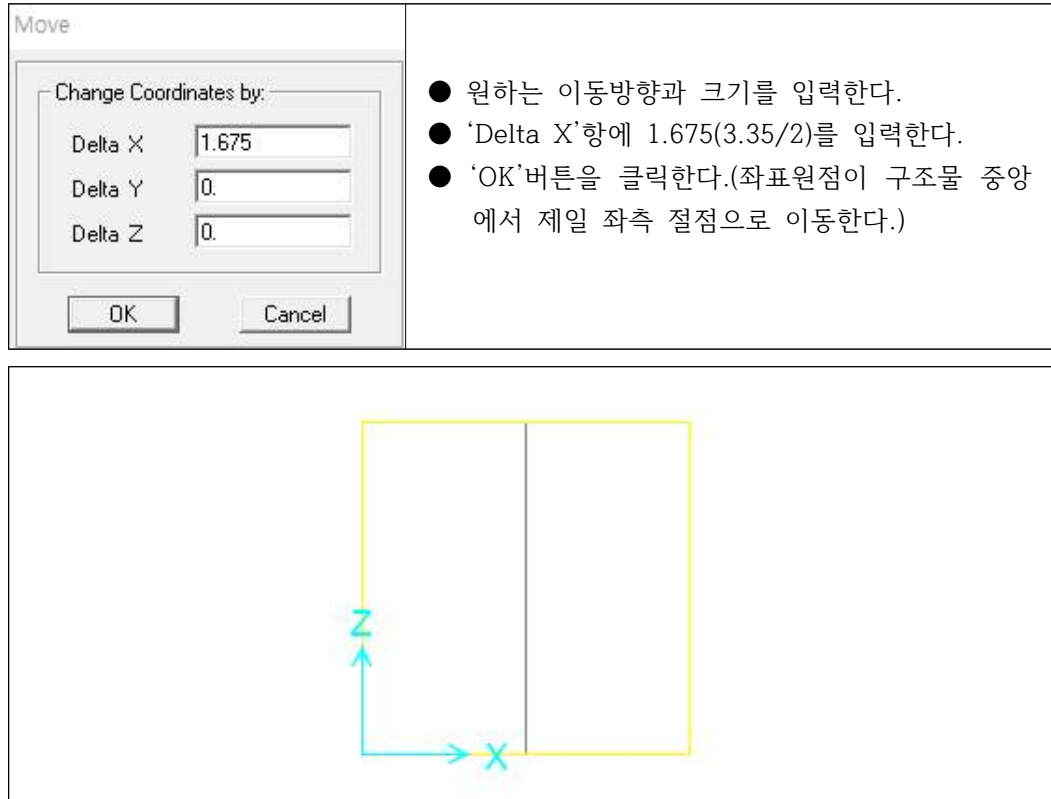 Move
Change Coordinates by:
Delta X 1.675
Delta Y 0.
Delta Z 0.
OK Cancel
● 원하는 이동방향과 크기를 입력한다.
● ‘Delta X’항에 1.675(3.35/2)를 입력한다.
● ‘OK’버튼을 클릭한다.(좌표원점이 구조물 중앙
에서 제일 좌측 절점으로 이동한다.)
Z
X